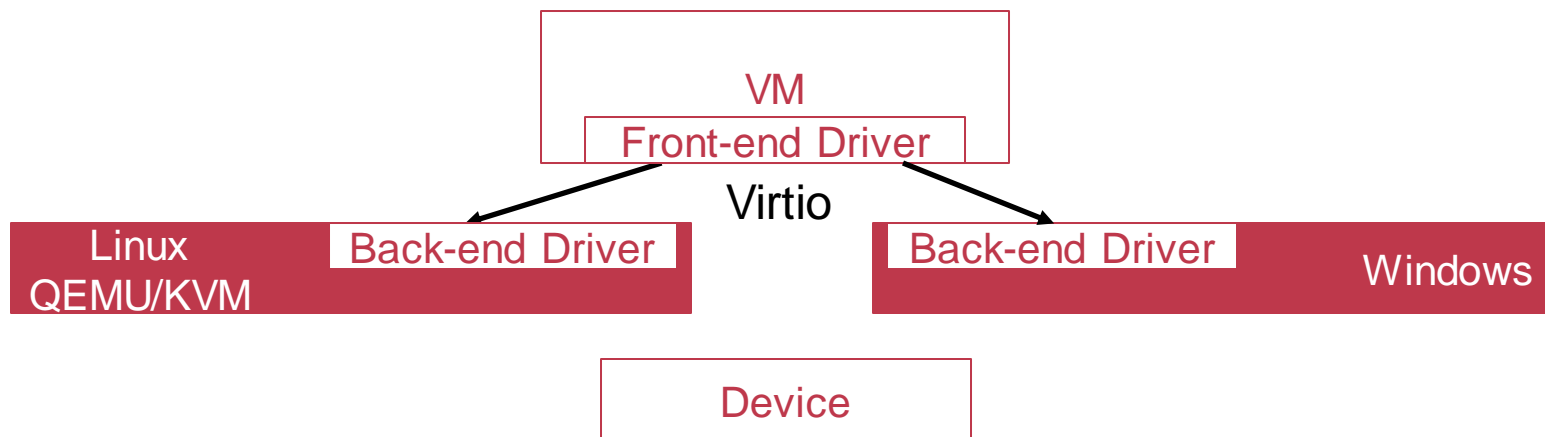 VM
Front-end Driver
Virtio
Linux
QEMU/KVM
Back-end Driver
Back-end Driver
Windows
Device